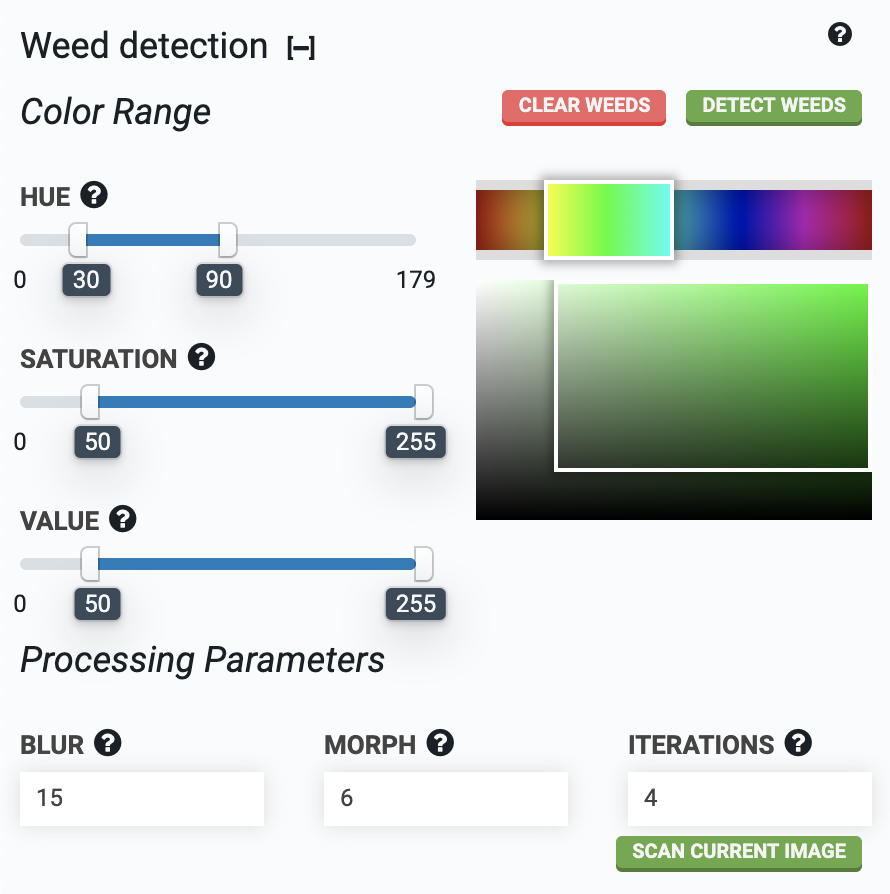 Weed detection [–] ?
Color Range
CLEAR WEEDS DETECT WEEDS
HUE ?
0 30 90 179
SATURATION ?
0 50 255
VALUE ?
0 50 255
Processing Parameters
BLUR ? MORPH ? ITERATIONS ?
15 6 4
SCAN CURRENT IMAGE